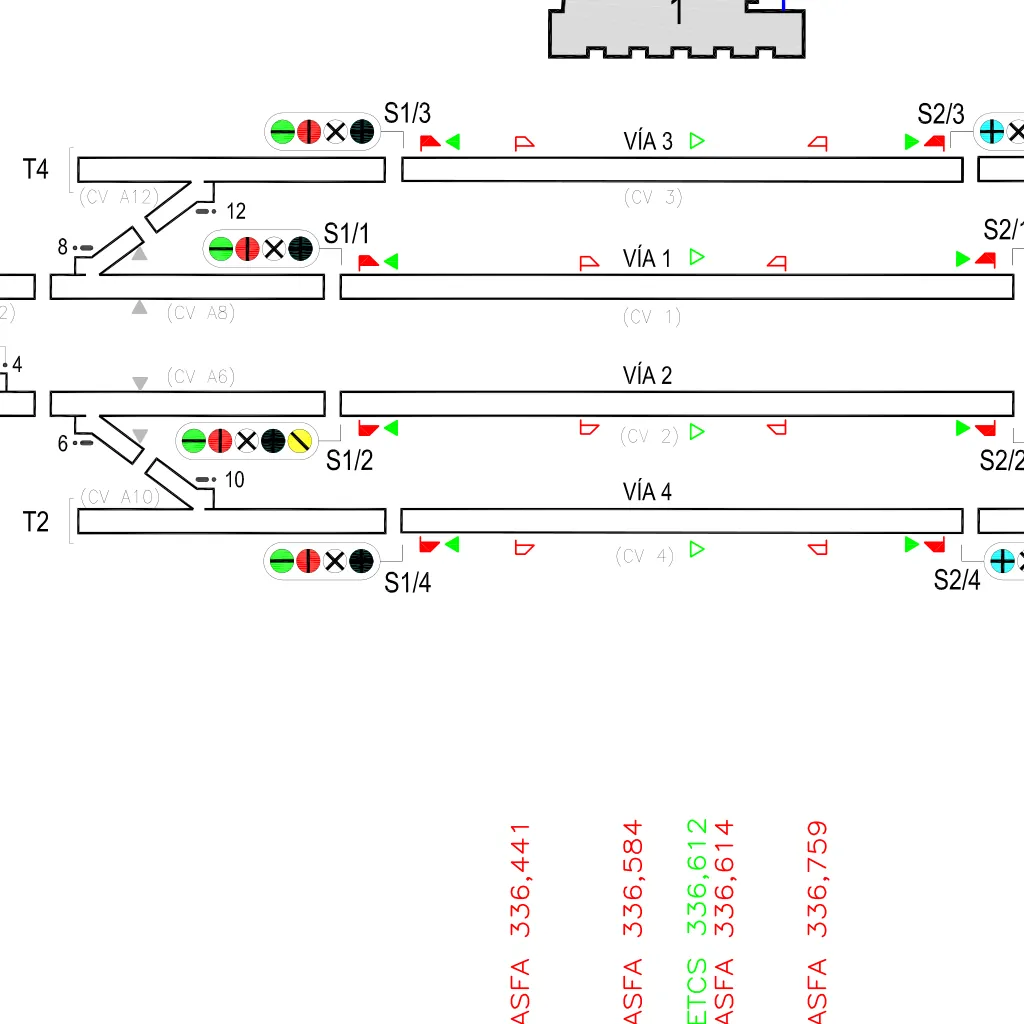 1
S1/3
S2/3
VÍA 3
T4
(CV A12)
(CV 3)
12
S1/1
S2/1
8
VÍA 1
2)
(CV A8)
(CV 1)
4
(CV A6)
VÍA 2
6
(CV 2)
S1/2
S2/2
10
VÍA 4
(CV A10)
T2
(CV 4)
S1/4
S2/4
ASFA 336,441
ASFA 336,584
ETCS 336,612
ASFA 336,614
ASFA 336,759